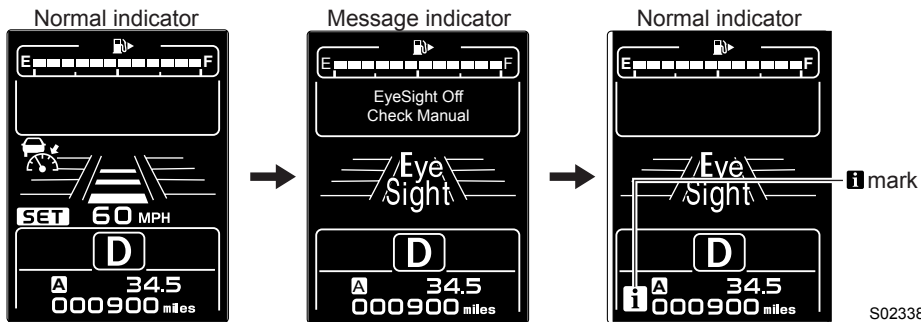 Normal indicator
E F
SET 60 MPH
D
A 34.5
000900 miles
Message indicator
E F
EyeSight Off
Check Manual
Eye
Sight
D
A 34.5
000900 miles
Normal indicator
E F
Eye
Sight
D
A 34.5
i 000900 miles
i mark